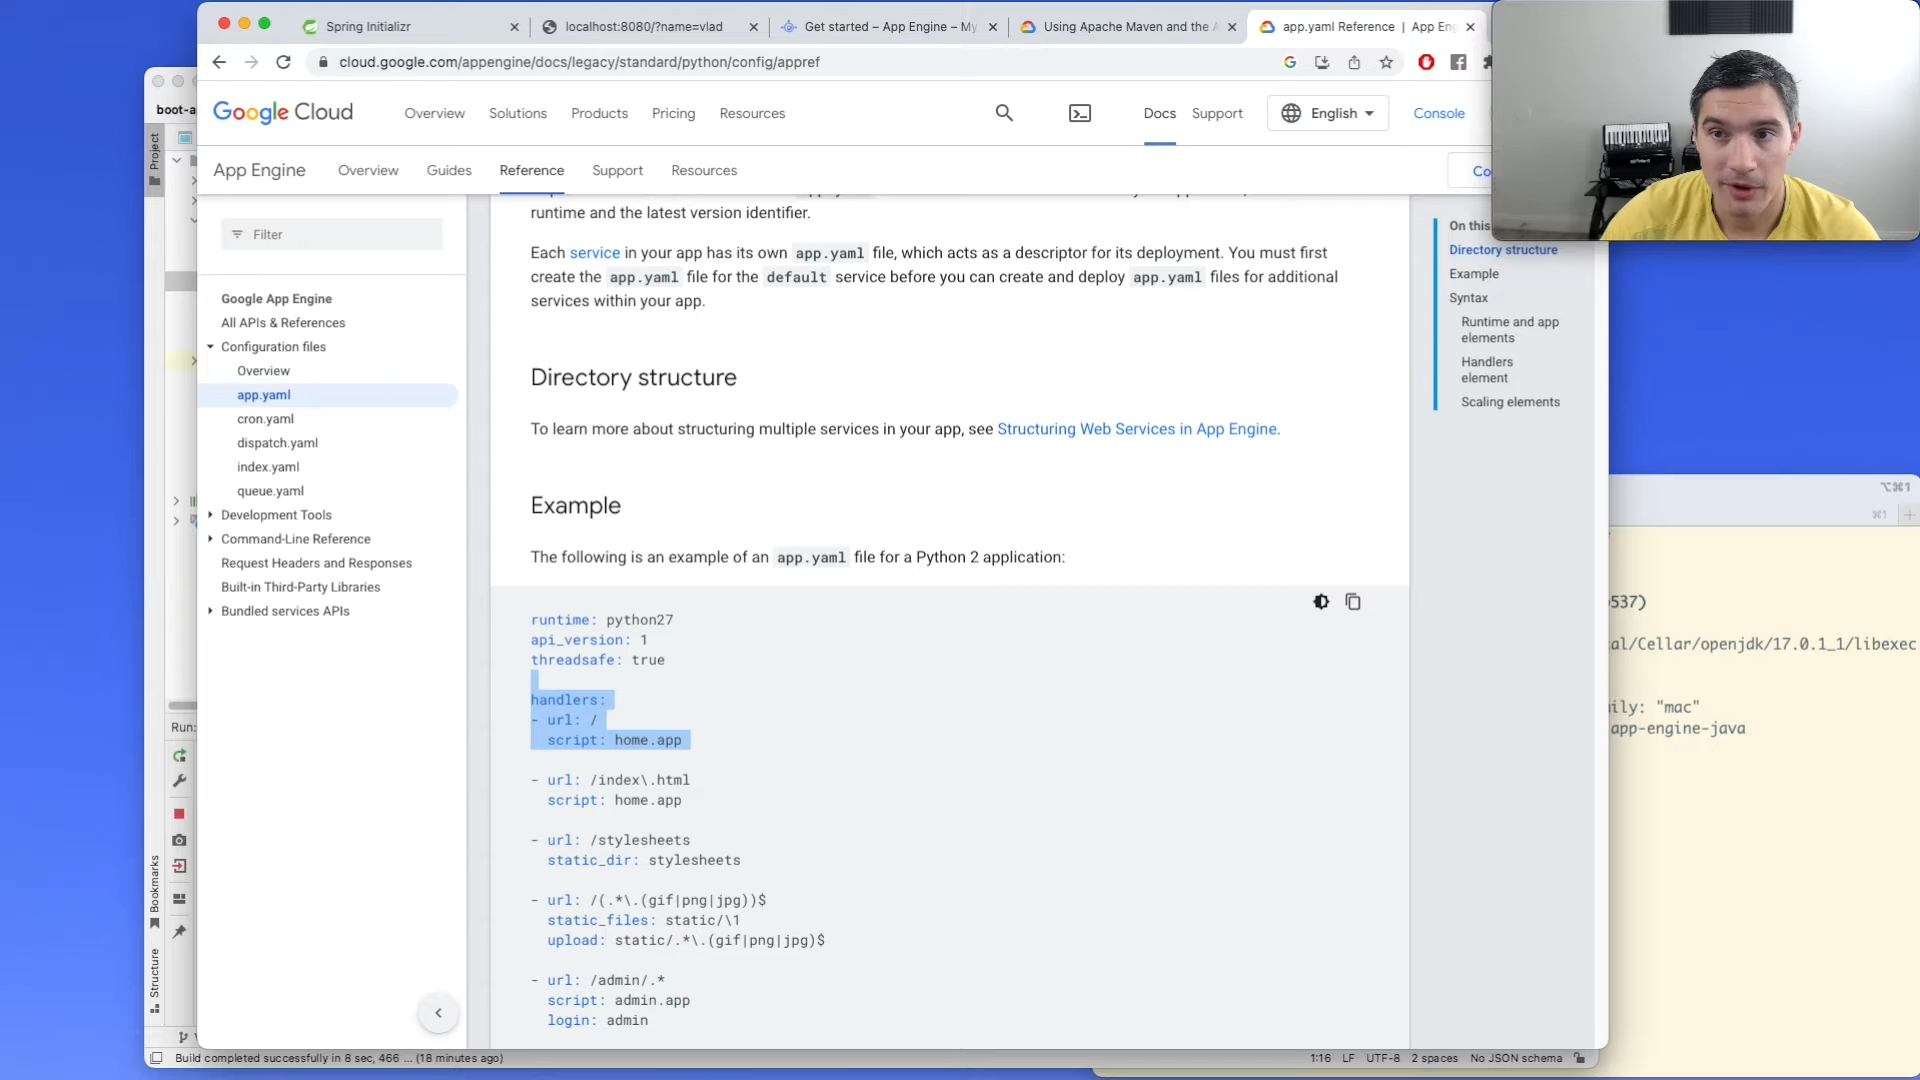 Spring Initializr
localhost:8080/?name=vlad
Get started – App Engine – My
Using Apache Maven and the A
app.yaml Reference | App Eng
cloud.google.com/appengine/docs/legacy/standard/python/config/appref
boot-a
Google Cloud
Overview
Solutions
Products
Pricing
Resources
Docs
Support
English
Console
App Engine
Overview
Guides
Reference
Support
Resources
Co
Project
Filter
Google App Engine
All APIs & References
Configuration files
Overview
app.yaml
cron.yaml
dispatch.yaml
index.yaml
queue.yaml
Development Tools
Command-Line Reference
Request Headers and Responses
Built-in Third-Party Libraries
Bundled services APIs
runtime and the latest version identifier.
Each service in your app has its own app.yaml file, which acts as a descriptor for its deployment. You must first
create the app.yaml file for the default service before you can create and deploy app.yaml files for additional
services within your app.
Directory structure
To learn more about structuring multiple services in your app, see Structuring Web Services in App Engine.
Example
The following is an example of an app.yaml file for a Python 2 application:
runtime: python27
api_version: 1
threadsafe: true
handlers:
- url: /
script: home.app
- url: /index\.html
script: home.app
- url: /stylesheets
static_dir: stylesheets
- url: /(.*\.(gif|png|jpg))$
static_files: static/\1
upload: static/.*\.(gif|png|jpg)$
- url: /admin/.*
script: admin.app
login: admin
On this
Directory structure
Example
Syntax
Runtime and app
elements
Handlers
element
Scaling elements
⌥⌘1
⌘1
537)
al/Cellar/openjdk/17.0.1_1/libexec
ily: "mac"
app-engine-java
Run:
Bookmarks
Structure
Build completed successfully in 8 sec, 466 ... (18 minutes ago)
1:16
LF
UTF-8
2 spaces
No JSON schema